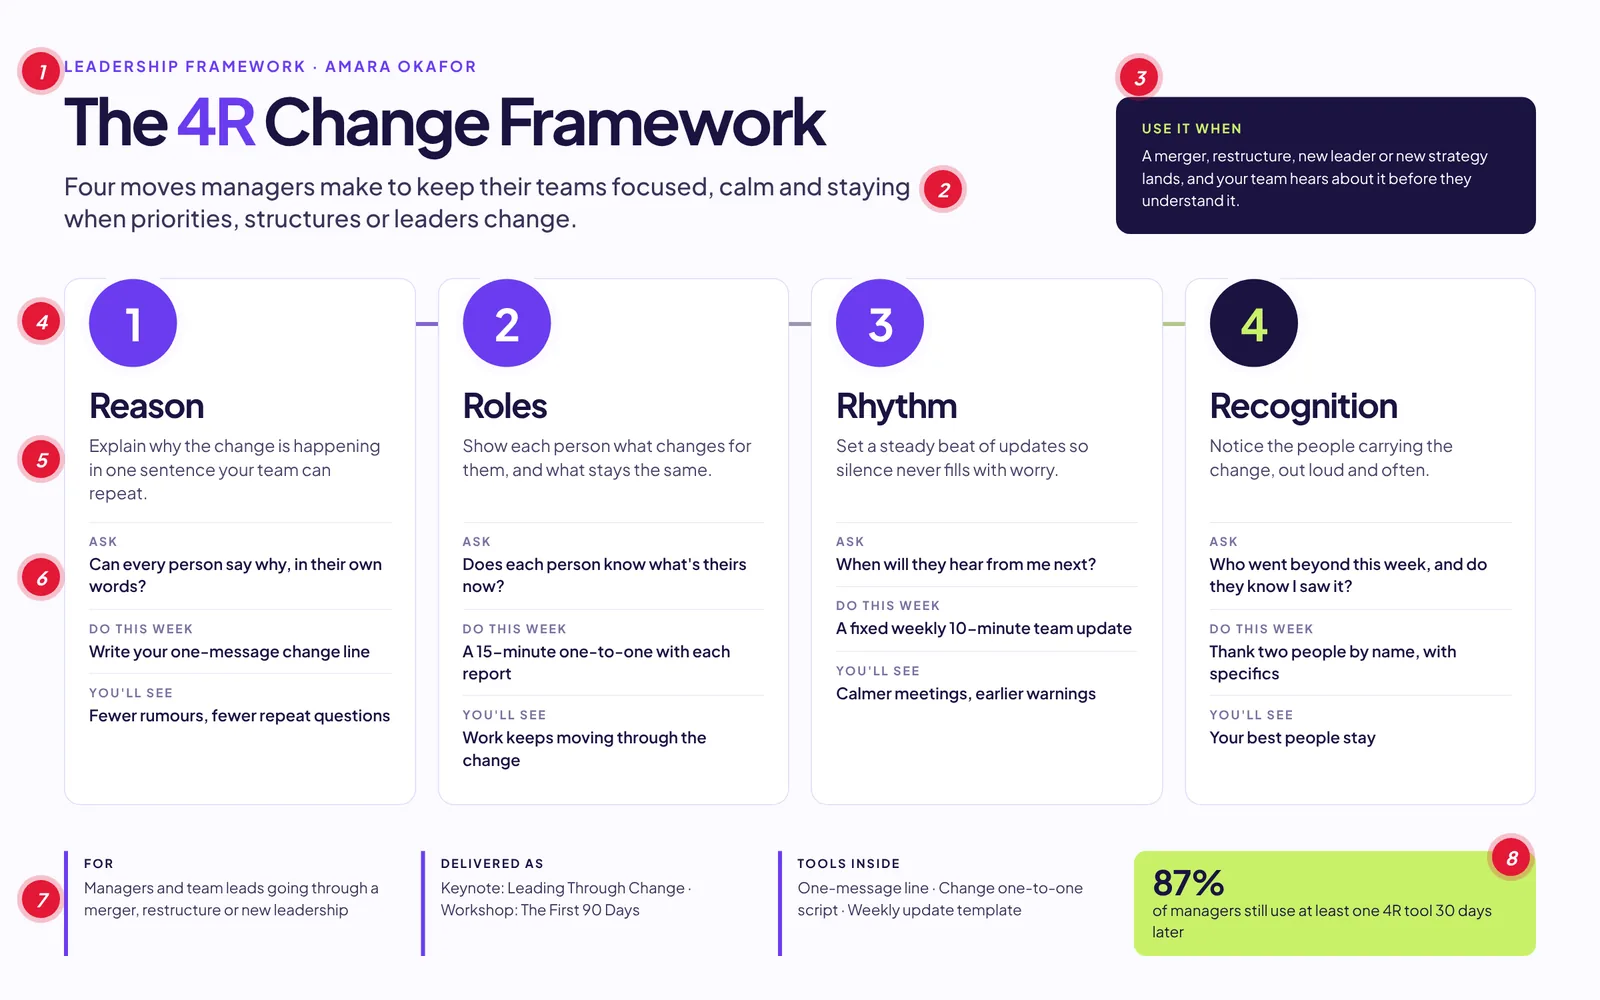 1
LEADERSHIP FRAMEWORK · AMARA OKAFOR
The 4R Change Framework
Four moves managers make to keep their teams focused, calm and staying
when priorities, structures or leaders change.
2
3
USE IT WHEN
A merger, restructure, new leader or new strategy
lands, and your team hears about it before they
understand it.
4
5
6
1
Reason
Explain why the change is happening
in one sentence your team can
repeat.
ASK
Can every person say why, in their own
words?
DO THIS WEEK
Write your one-message change line
YOU'LL SEE
Fewer rumours, fewer repeat questions
2
Roles
Show each person what changes for
them, and what stays the same.
ASK
Does each person know what's theirs
now?
DO THIS WEEK
A 15-minute one-to-one with each
report
YOU'LL SEE
Work keeps moving through the
change
3
Rhythm
Set a steady beat of updates so
silence never fills with worry.
ASK
When will they hear from me next?
DO THIS WEEK
A fixed weekly 10-minute team update
YOU'LL SEE
Calmer meetings, earlier warnings
4
Recognition
Notice the people carrying the
change, out loud and often.
ASK
Who went beyond this week, and do
they know I saw it?
DO THIS WEEK
Thank two people by name, with
specifics
YOU'LL SEE
Your best people stay
7
FOR
Managers and team leads going through a
merger, restructure or new leadership
DELIVERED AS
Keynote: Leading Through Change ·
Workshop: The First 90 Days
TOOLS INSIDE
One-message line · Change one-to-one
script · Weekly update template
8
87%
of managers still use at least one 4R tool 30 days
later